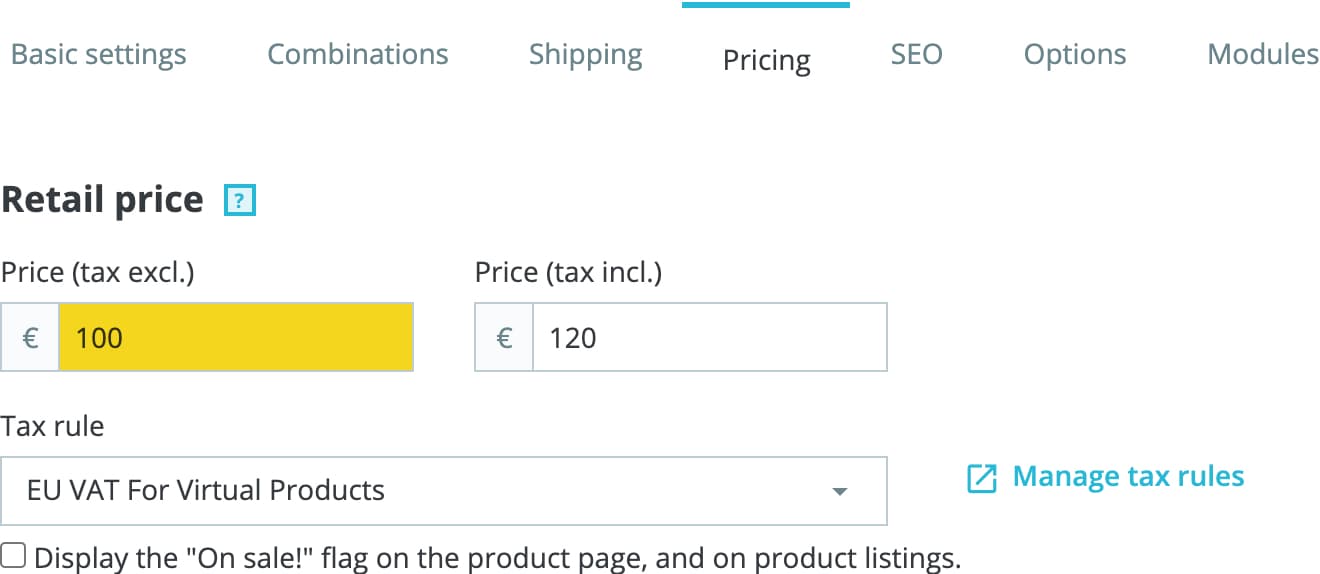 Basic settings Combinations Shipping Pricing SEO Options Modules
Retail price ?
Price (tax excl.) Price (tax incl.)
€ 100 € 120
Tax rule
EU VAT For Virtual Products Manage tax rules
Display the "On sale!" flag on the product page, and on product listings.